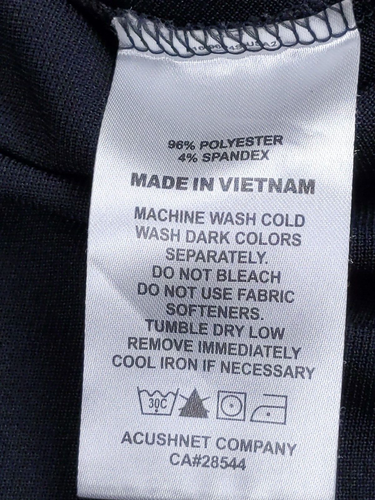 96% POLYESTER
4% SPANDEX
MADE IN VIETNAM
MACHINE WASH COLD
WASH DARK COLORS
SEPARATELY.
DO NOT BLEACH
DO NOT USE FABRIC
SOFTENERS.
TUMBLE DRY LOW
REMOVE IMMEDIATELY
COOL IRON IF NECESSARY
30C
ACUSHNET COMPANY
CA#28544